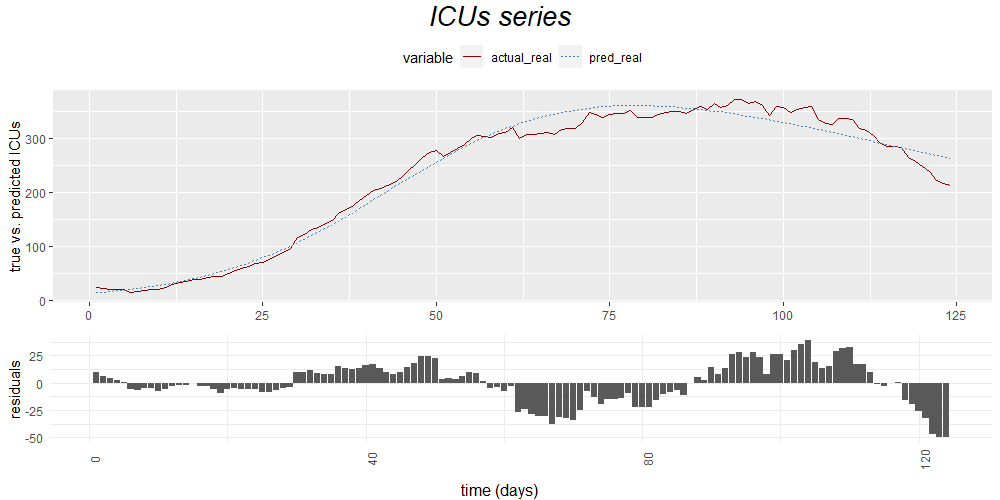 ICUs series
variable actual_real pred_real
true vs. predicted ICUs
300
200
100
0
0 25 50 75 100 125
residuals
25
0
-25
-50
0 40 80 120
time (days)